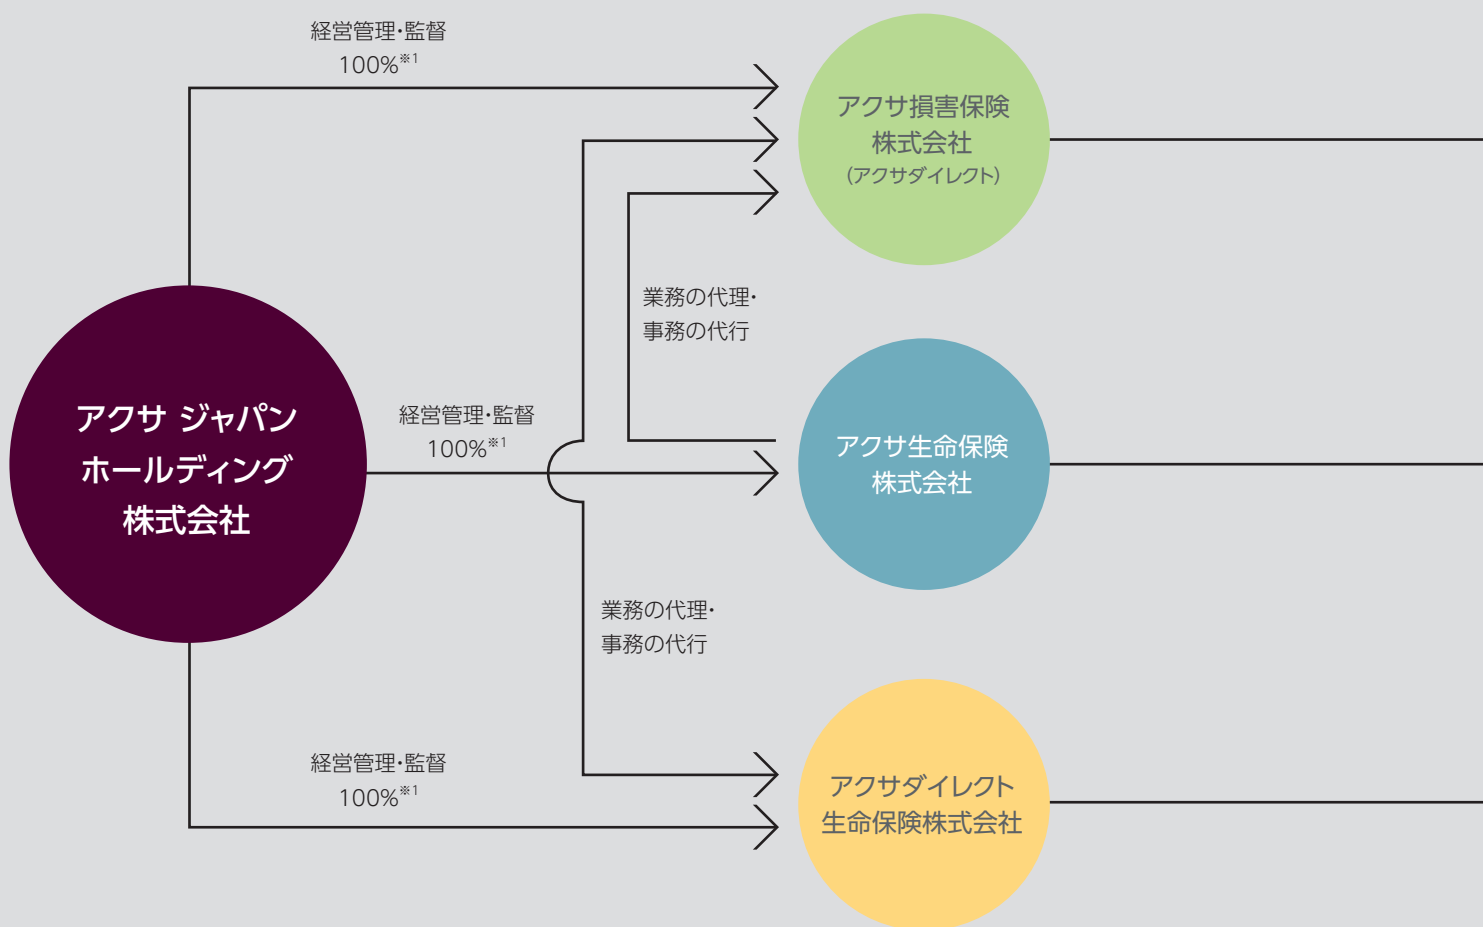 経営管理・監督
100%※1
アクサ損害保険
株式会社
(アクサダイレクト)
業務の代理・
事務の代行
アクサ ジャパン
ホールディング
株式会社
経営管理・監督
100%※1
アクサ生命保険
株式会社
業務の代理・
事務の代行
経営管理・監督
100%※1
アクサダイレクト
生命保険株式会社